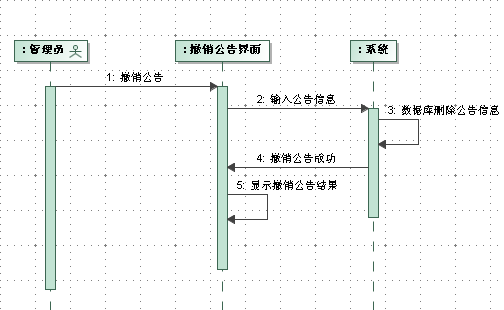 : 管理员
: 撤销公告界面
: 系统
1: 撤销公告
2: 输入公告信息
3: 数据库删除公告信息
4: 撤销公告成功
5: 显示撤销公告结果